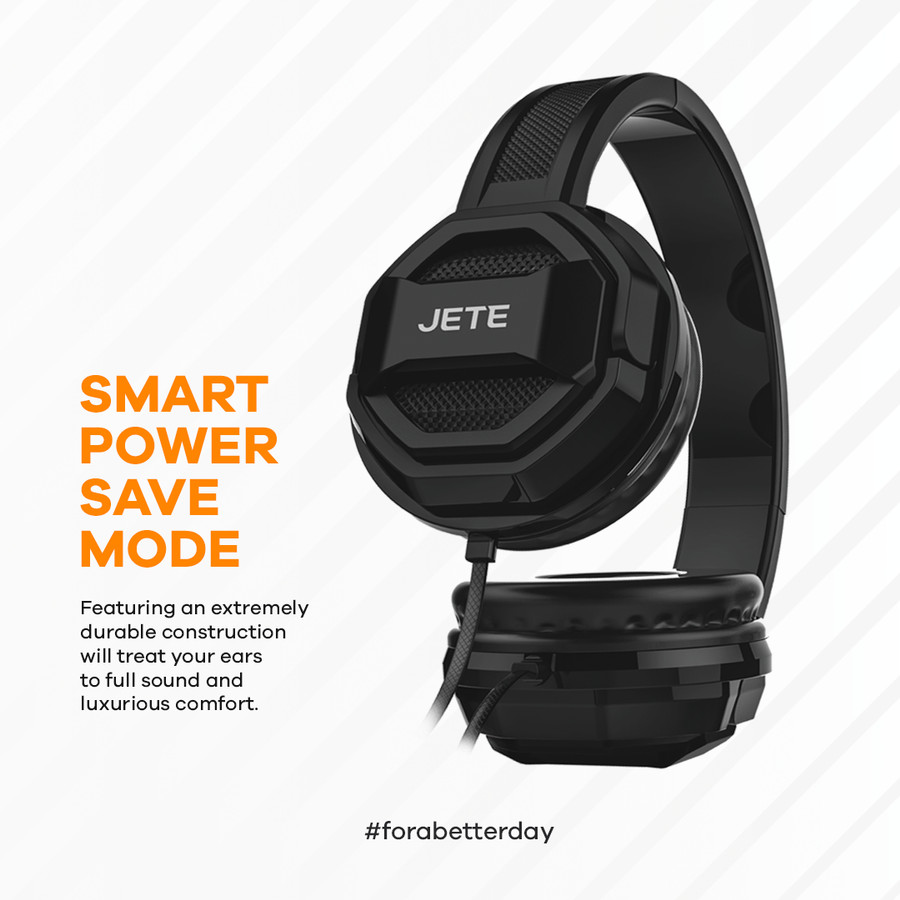 JETE
SMART
POWER
SAVE
MODE
Featuring an extremely
durable construction
will treat your ears
to full sound and
luxurious comfort.
#forabetterday